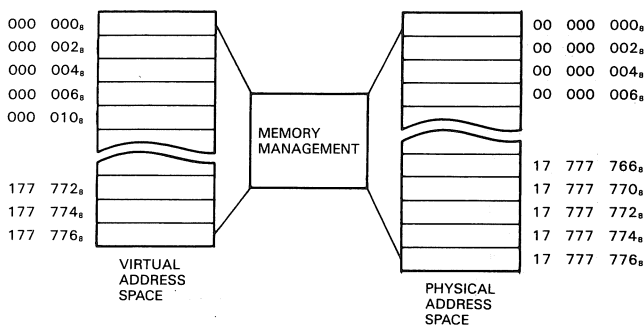 000 000₈
000 002₈
000 004₈
000 006₈
000 010₈
177 772₈
177 774₈
177 776₈
VIRTUAL
ADDRESS
SPACE
MEMORY
MANAGEMENT
00 000 000₈
00 000 002₈
00 000 004₈
00 000 006₈
17 777 766₈
17 777 770₈
17 777 772₈
17 777 774₈
17 777 776₈
PHYSICAL
ADDRESS
SPACE